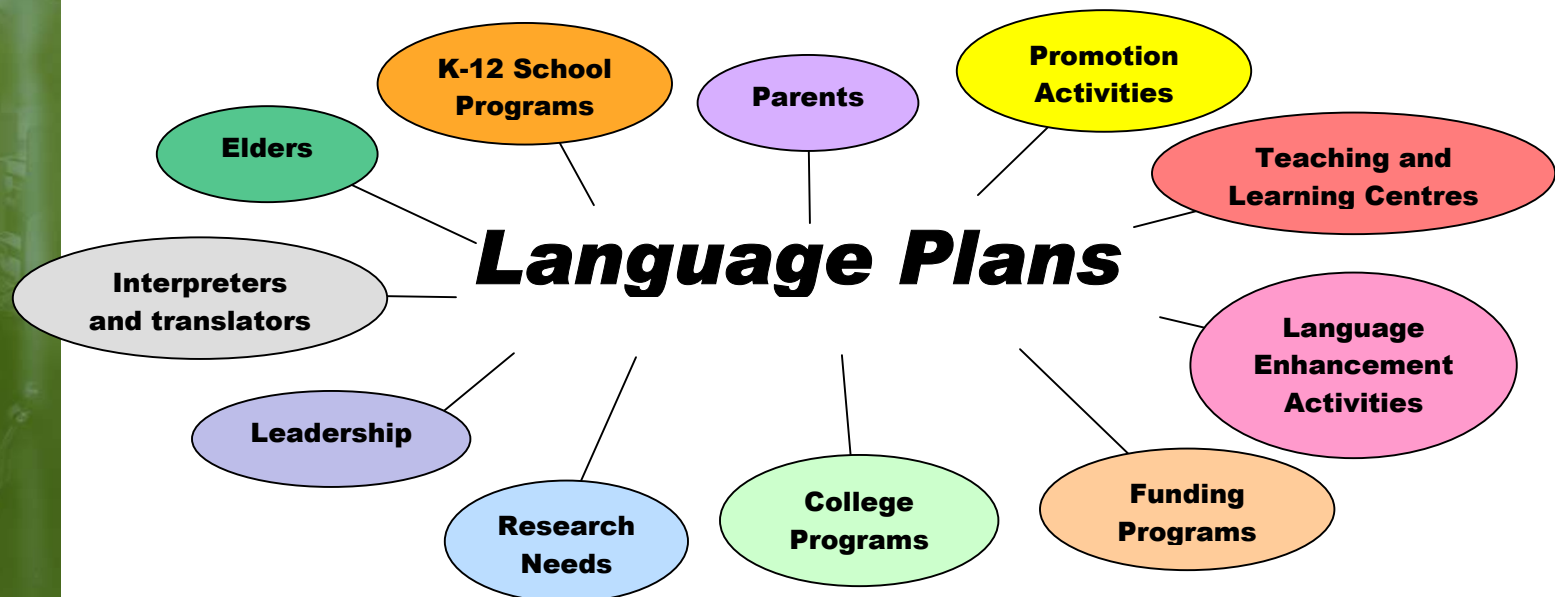 K-12 School
Programs
Parents
Promotion
Activities
Elders
Teaching and
Learning Centres
Language Plans
Interpreters
and translators
Language
Enhancement
Activities
Leadership
Research
Needs
College
Programs
Funding
Programs